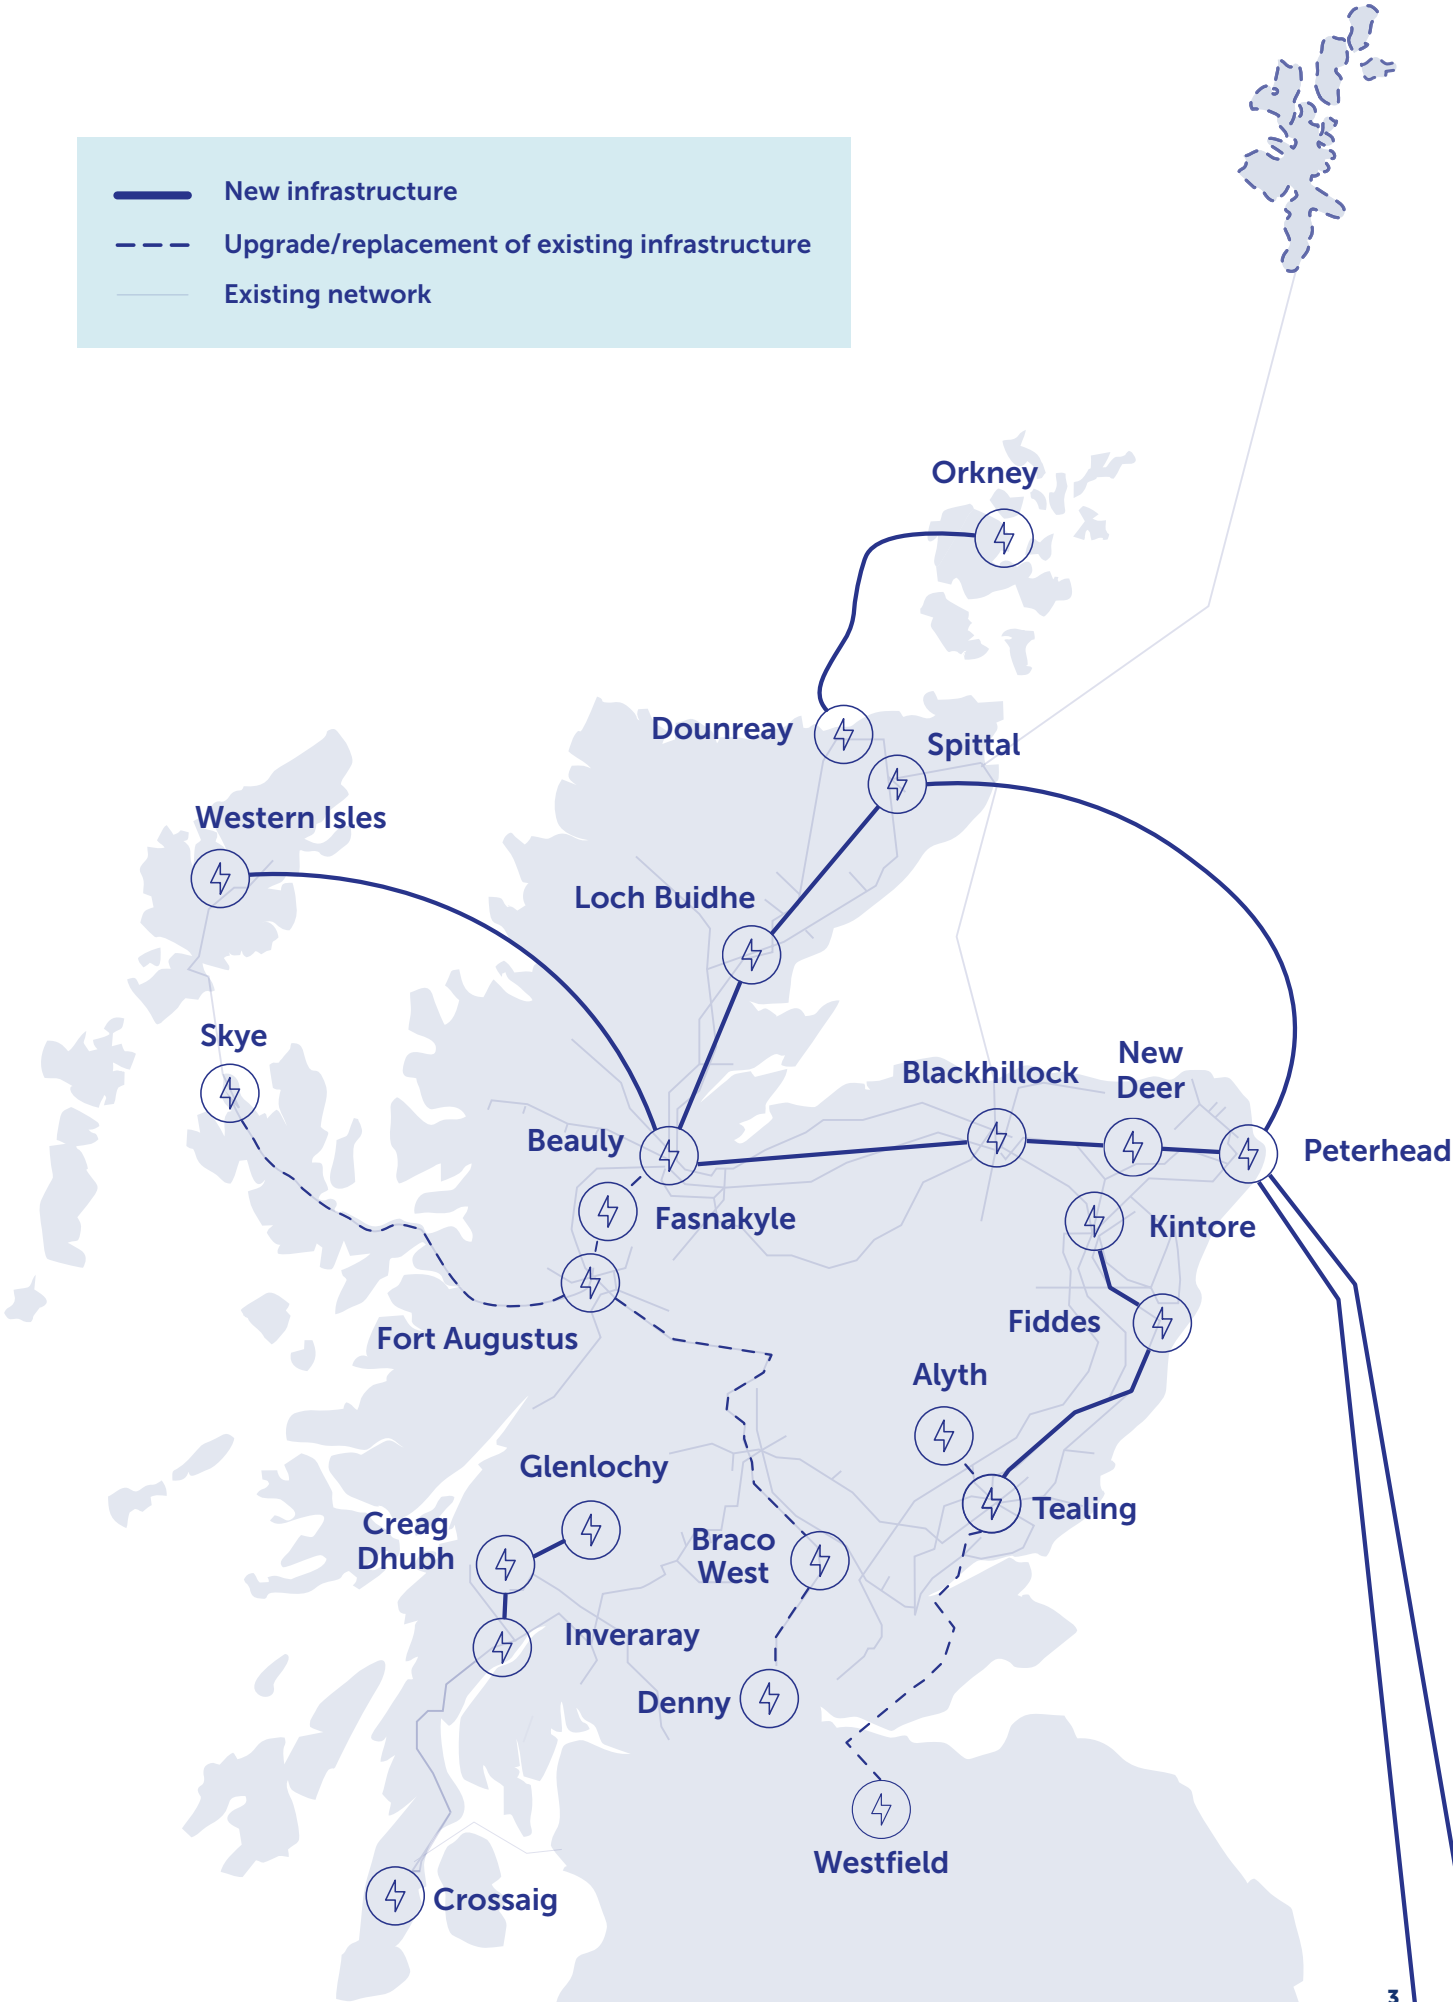 New infrastructure
Upgrade/replacement of existing infrastructure
Existing network
Orkney
Dounreay
Spittal
Western Isles
Loch Buidhe
Skye
Blackhillock
New
Deer
Beauly
Peterhead
Fasnakyle
Kintore
Fort Augustus
Fiddes
Alyth
Glenlochy
Tealing
Creag
Dhubh
Braco
West
Inveraray
Denny
Westfield
Crossaig
3